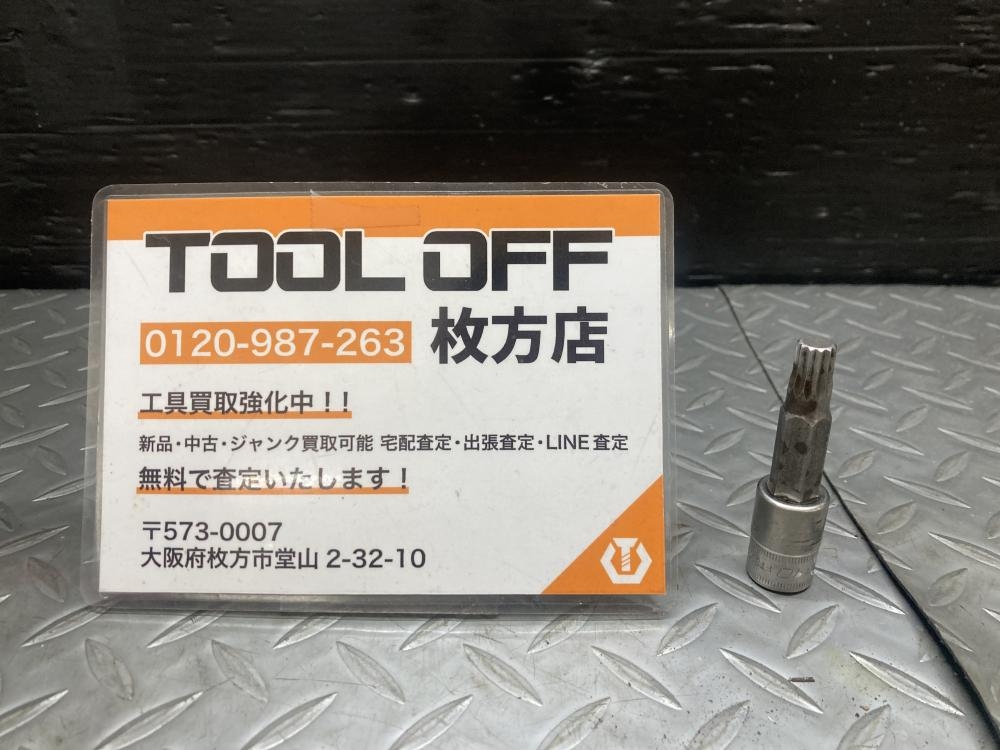 TOOL OFF
0120-987-263 枚方店
工具買取強化中!!
新品・中古・ジャンク買取可能 宅配査定・出張査定・LINE査定
無料で査定いたします!
〒573-0007
大阪府枚方市堂山 2-32-10